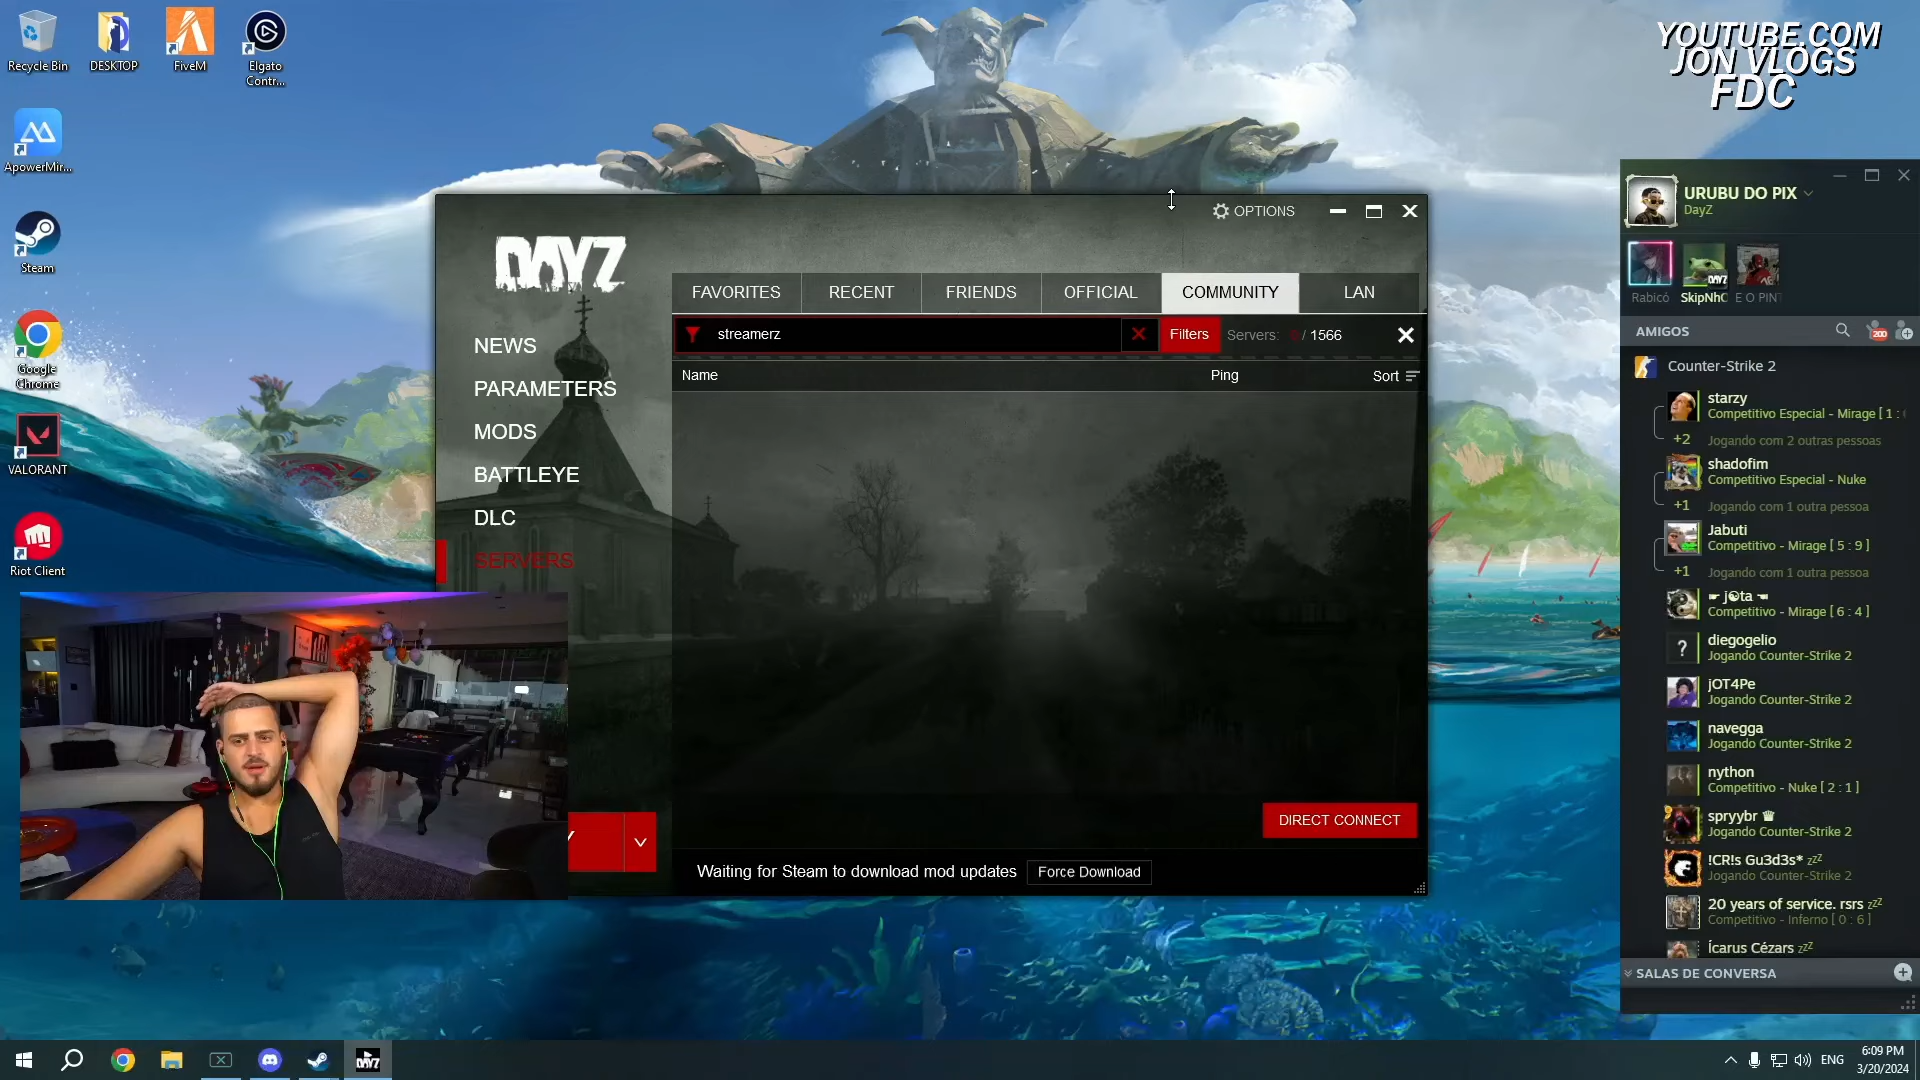 Recycle Bin
DESKTOP
FiveM
Elgato
Contr...
ApowerMir...
Steam
Google
Chrome
VALORANT
Riot Client
YOUTUBE.COM
JON VLOGS
FDC
OPTIONS
DAYZ
FAVORITES
RECENT
FRIENDS
OFFICIAL
COMMUNITY
LAN
streamerz
Filters
Servers:
/ 1566
Name
Ping
Sort
NEWS
PARAMETERS
MODS
BATTLEYE
DLC
SERVERS
DIRECT CONNECT
Waiting for Steam to download mod updates
Force Download
URUBU DO PIX
DayZ
Rabicó
SkipNhC
E O PINT
AMIGOS
200
Counter-Strike 2
starzy
Competitivo Especial - Mirage [ 1 :
+2
Jogando com 2 outras pessoas
shadofim
Competitivo Especial - Nuke
+1
Jogando com 1 outra pessoa
Jabuti
Competitivo - Mirage [ 5 : 9 ]
+1
Jogando com 1 outra pessoa
☛ j☯ta ☚
Competitivo - Mirage [ 6 : 4 ]
diegogelio
Jogando Counter-Strike 2
jOT4Pe
Jogando Counter-Strike 2
navegga
Jogando Counter-Strike 2
nython
Competitivo - Nuke [ 2 : 1 ]
spryybr ♛
Jogando Counter-Strike 2
!CR!s Gu3d3s* zzz
Jogando Counter-Strike 2
20 years of service. rsrs zzz
Competitivo - Inferno [ 0 : 6 ]
Ícarus Cézars zzz
SALAS DE CONVERSA
ENG
6:09 PM
3/20/2024